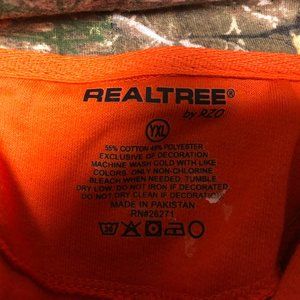 REALTREE®
by RZO
YXL
55% COTTON 45% POLYESTER
EXCLUSIVE OF DECORATION
MACHINE WASH COLD WITH LIKE
COLORS. ONLY NON-CHLORINE
BLEACH WHEN NEEDED. TUMBLE
DRY LOW. DO NOT IRON IF DECORATED.
DO NOT DRY CLEAN IF DECORATED.
MADE IN PAKISTAN
RN#26271